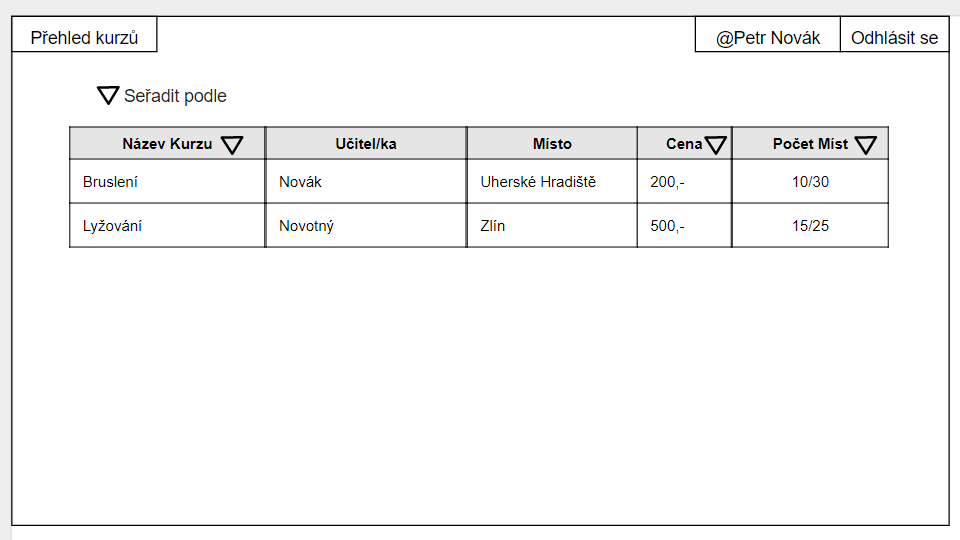 Přehled kurzů @Petr Novák Odhlásit se
Seřadit podle
Název Kurzu Učitel/ka Místo Cena Počet Míst
Bruslení Novák Uherské Hradiště 200,- 10/30
Lyžování Novotný Zlín 500,- 15/25